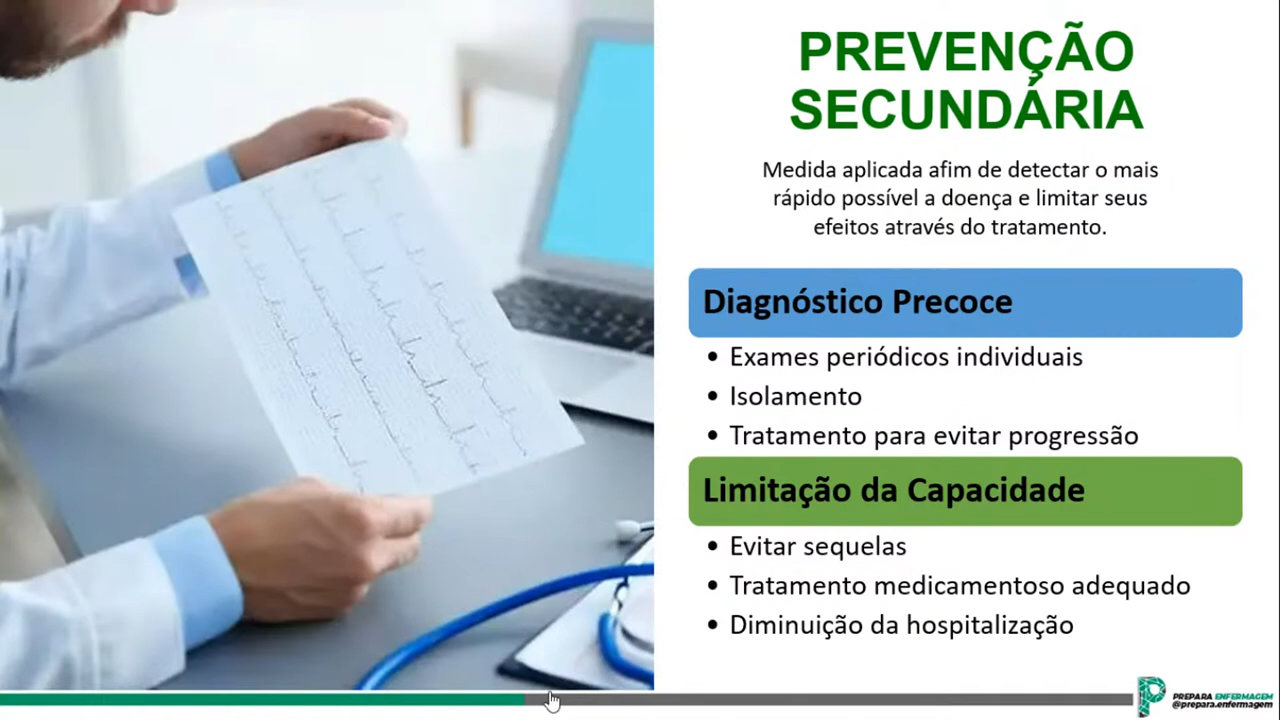 PREVENÇÃO
SECUNDÁRIA
Medida aplicada afim de detectar o mais
rápido possível a doença e limitar seus
efeitos através do tratamento.
Diagnóstico Precoce
• Exames periódicos individuais
• Isolamento
• Tratamento para evitar progressão
Limitação da Capacidade
• Evitar sequelas
• Tratamento medicamentoso adequado
• Diminuição da hospitalização
PREPARA ENFERMAGEM
@prepara.enfermagem